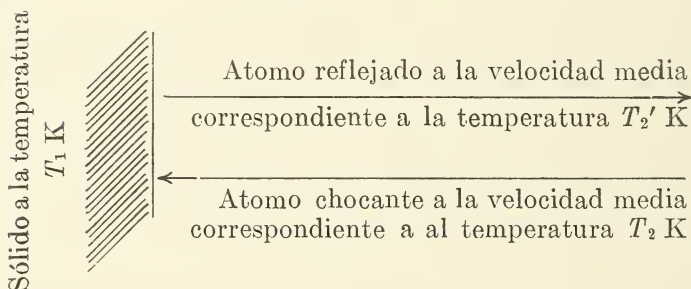 Sólido a la temperatura
T₁ K
Atomo reflejado a la velocidad media
correspondiente a la temperatura T₂' K
Atomo chocante a la velocidad media
correspondiente a al temperatura T₂ K